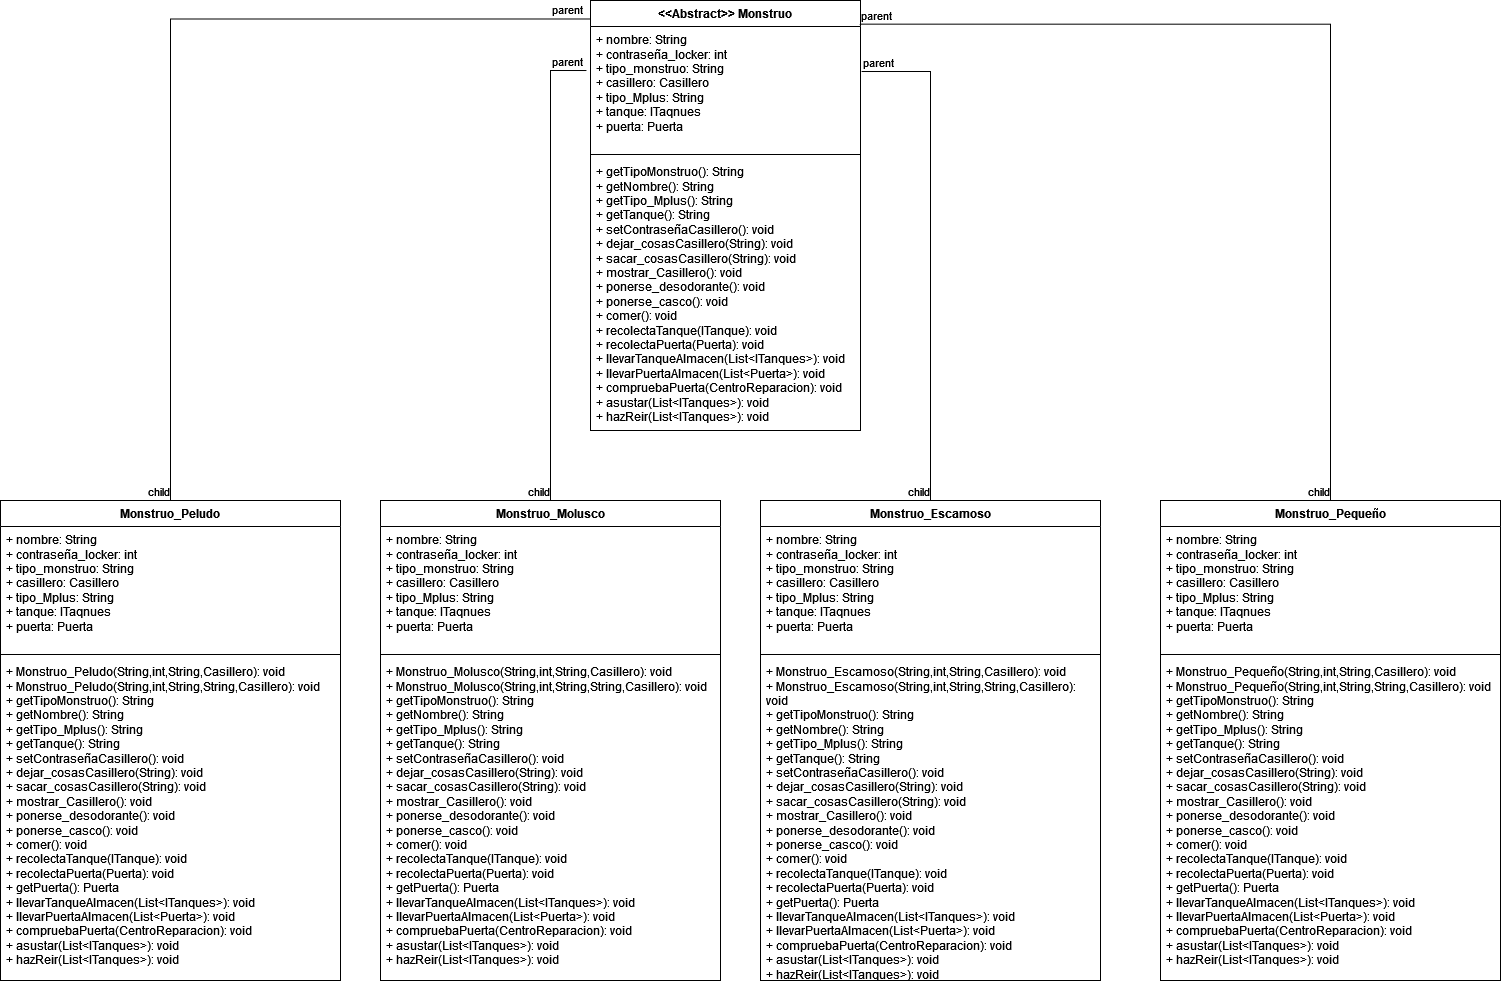 parent
<<Abstract>> Monstruo
parent
+ nombre: String
+ contraseña_locker: int
+ tipo_monstruo: String
+ casillero: Casillero
+ tipo_Mplus: String
+ tanque: ITaqnues
+ puerta: Puerta
parent
parent
+ getTipoMonstruo(): String
+ getNombre(): String
+ getTipo_Mplus(): String
+ getTanque(): String
+ setContraseñaCasillero(): void
+ dejar_cosasCasillero(String): void
+ sacar_cosasCasillero(String): void
+ mostrar_Casillero(): void
+ ponerse_desodorante(): void
+ ponerse_casco(): void
+ comer(): void
+ recolectaTanque(ITanque): void
+ recolectaPuerta(Puerta): void
+ llevarTanqueAlmacen(List<ITanques>): void
+ llevarPuertaAlmacen(List<Puerta>): void
+ compruebaPuerta(CentroReparacion): void
+ asustar(List<ITanques>): void
+ hazReir(List<ITanques>): void
child
child
child
child
Monstruo_Peludo
+ nombre: String
+ contraseña_locker: int
+ tipo_monstruo: String
+ casillero: Casillero
+ tipo_Mplus: String
+ tanque: ITaqnues
+ puerta: Puerta
+ Monstruo_Peludo(String,int,String,Casillero): void
+ Monstruo_Peludo(String,int,String,String,Casillero): void
+ getTipoMonstruo(): String
+ getNombre(): String
+ getTipo_Mplus(): String
+ getTanque(): String
+ setContraseñaCasillero(): void
+ dejar_cosasCasillero(String): void
+ sacar_cosasCasillero(String): void
+ mostrar_Casillero(): void
+ ponerse_desodorante(): void
+ ponerse_casco(): void
+ comer(): void
+ recolectaTanque(ITanque): void
+ recolectaPuerta(Puerta): void
+ getPuerta(): Puerta
+ llevarTanqueAlmacen(List<ITanques>): void
+ llevarPuertaAlmacen(List<Puerta>): void
+ compruebaPuerta(CentroReparacion): void
+ asustar(List<ITanques>): void
+ hazReir(List<ITanques>): void
Monstruo_Molusco
+ nombre: String
+ contraseña_locker: int
+ tipo_monstruo: String
+ casillero: Casillero
+ tipo_Mplus: String
+ tanque: ITaqnues
+ puerta: Puerta
+ Monstruo_Molusco(String,int,String,Casillero): void
+ Monstruo_Molusco(String,int,String,String,Casillero): void
+ getTipoMonstruo(): String
+ getNombre(): String
+ getTipo_Mplus(): String
+ getTanque(): String
+ setContraseñaCasillero(): void
+ dejar_cosasCasillero(String): void
+ sacar_cosasCasillero(String): void
+ mostrar_Casillero(): void
+ ponerse_desodorante(): void
+ ponerse_casco(): void
+ comer(): void
+ recolectaTanque(ITanque): void
+ recolectaPuerta(Puerta): void
+ getPuerta(): Puerta
+ llevarTanqueAlmacen(List<ITanques>): void
+ llevarPuertaAlmacen(List<Puerta>): void
+ compruebaPuerta(CentroReparacion): void
+ asustar(List<ITanques>): void
+ hazReir(List<ITanques>): void
Monstruo_Escamoso
+ nombre: String
+ contraseña_locker: int
+ tipo_monstruo: String
+ casillero: Casillero
+ tipo_Mplus: String
+ tanque: ITaqnues
+ puerta: Puerta
+ Monstruo_Escamoso(String,int,String,Casillero): void
+ Monstruo_Escamoso(String,int,String,String,Casillero):
void
+ getTipoMonstruo(): String
+ getNombre(): String
+ getTipo_Mplus(): String
+ getTanque(): String
+ setContraseñaCasillero(): void
+ dejar_cosasCasillero(String): void
+ sacar_cosasCasillero(String): void
+ mostrar_Casillero(): void
+ ponerse_desodorante(): void
+ ponerse_casco(): void
+ comer(): void
+ recolectaTanque(ITanque): void
+ recolectaPuerta(Puerta): void
+ getPuerta(): Puerta
+ llevarTanqueAlmacen(List<ITanques>): void
+ llevarPuertaAlmacen(List<Puerta>): void
+ compruebaPuerta(CentroReparacion): void
+ asustar(List<ITanques>): void
+ hazReir(List<ITanques>): void
Monstruo_Pequeño
+ nombre: String
+ contraseña_locker: int
+ tipo_monstruo: String
+ casillero: Casillero
+ tipo_Mplus: String
+ tanque: ITaqnues
+ puerta: Puerta
+ Monstruo_Pequeño(String,int,String,Casillero): void
+ Monstruo_Pequeño(String,int,String,String,Casillero): void
+ getTipoMonstruo(): String
+ getNombre(): String
+ getTipo_Mplus(): String
+ getTanque(): String
+ setContraseñaCasillero(): void
+ dejar_cosasCasillero(String): void
+ sacar_cosasCasillero(String): void
+ mostrar_Casillero(): void
+ ponerse_desodorante(): void
+ ponerse_casco(): void
+ comer(): void
+ recolectaTanque(ITanque): void
+ recolectaPuerta(Puerta): void
+ getPuerta(): Puerta
+ llevarTanqueAlmacen(List<ITanques>): void
+ llevarPuertaAlmacen(List<Puerta>): void
+ compruebaPuerta(CentroReparacion): void
+ asustar(List<ITanques>): void
+ hazReir(List<ITanques>): void